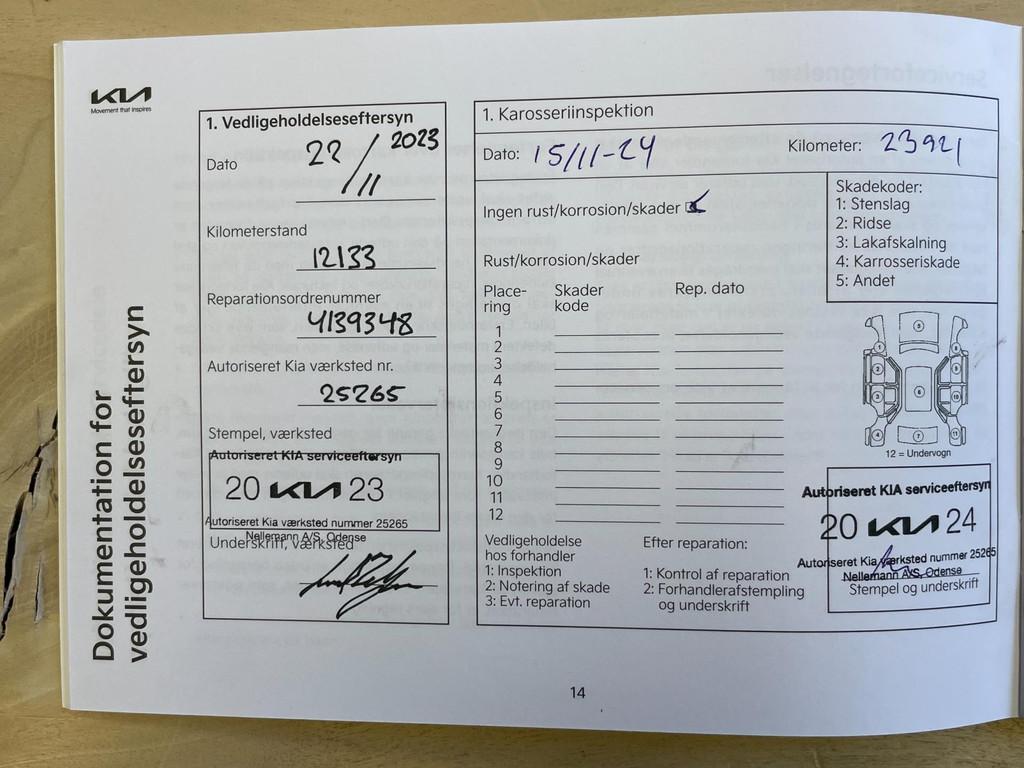 KIA
Movement that inspires
Dokumentation for
vedligeholdelseseftersyn
1. Vedligeholdelseseftersyn
Dato 22/11 2023
Kilometerstand
12133
Reparationsordrenummer
4139348
Autoriseret Kia værksted nr.
25265
Stempel, værksted
Autoriseret KIA serviceeftersyn
20 KIA 23
Autoriseret Kia værksted nummer 25265
Nellemann A/S, Odense
Underskrift, værksted
1. Karosseriinspektion
Dato: 15/11-24 Kilometer: 23921
Ingen rust/korrosion/skader
Rust/korrosion/skader
Place- Skader Rep. dato
ring kode
1
2
3
4
5
6
7
8
9
10
11
12
Skadekoder:
1: Stenslag
2: Ridse
3: Lakafskalning
4: Karrosseriskade
5: Andet
12 = Undervogn
Vedligeholdelse
hos forhandler
1: Inspektion
2: Notering af skade
3: Evt. reparation
Efter reparation:
1: Kontrol af reparation
2: Forhandlerafstempling
og underskrift
Autoriseret KIA serviceeftersyn
20 KIA 24
Autoriseret Kia værksted nummer 25265
Nellemann A/S, Odense
Stempel og underskrift
14